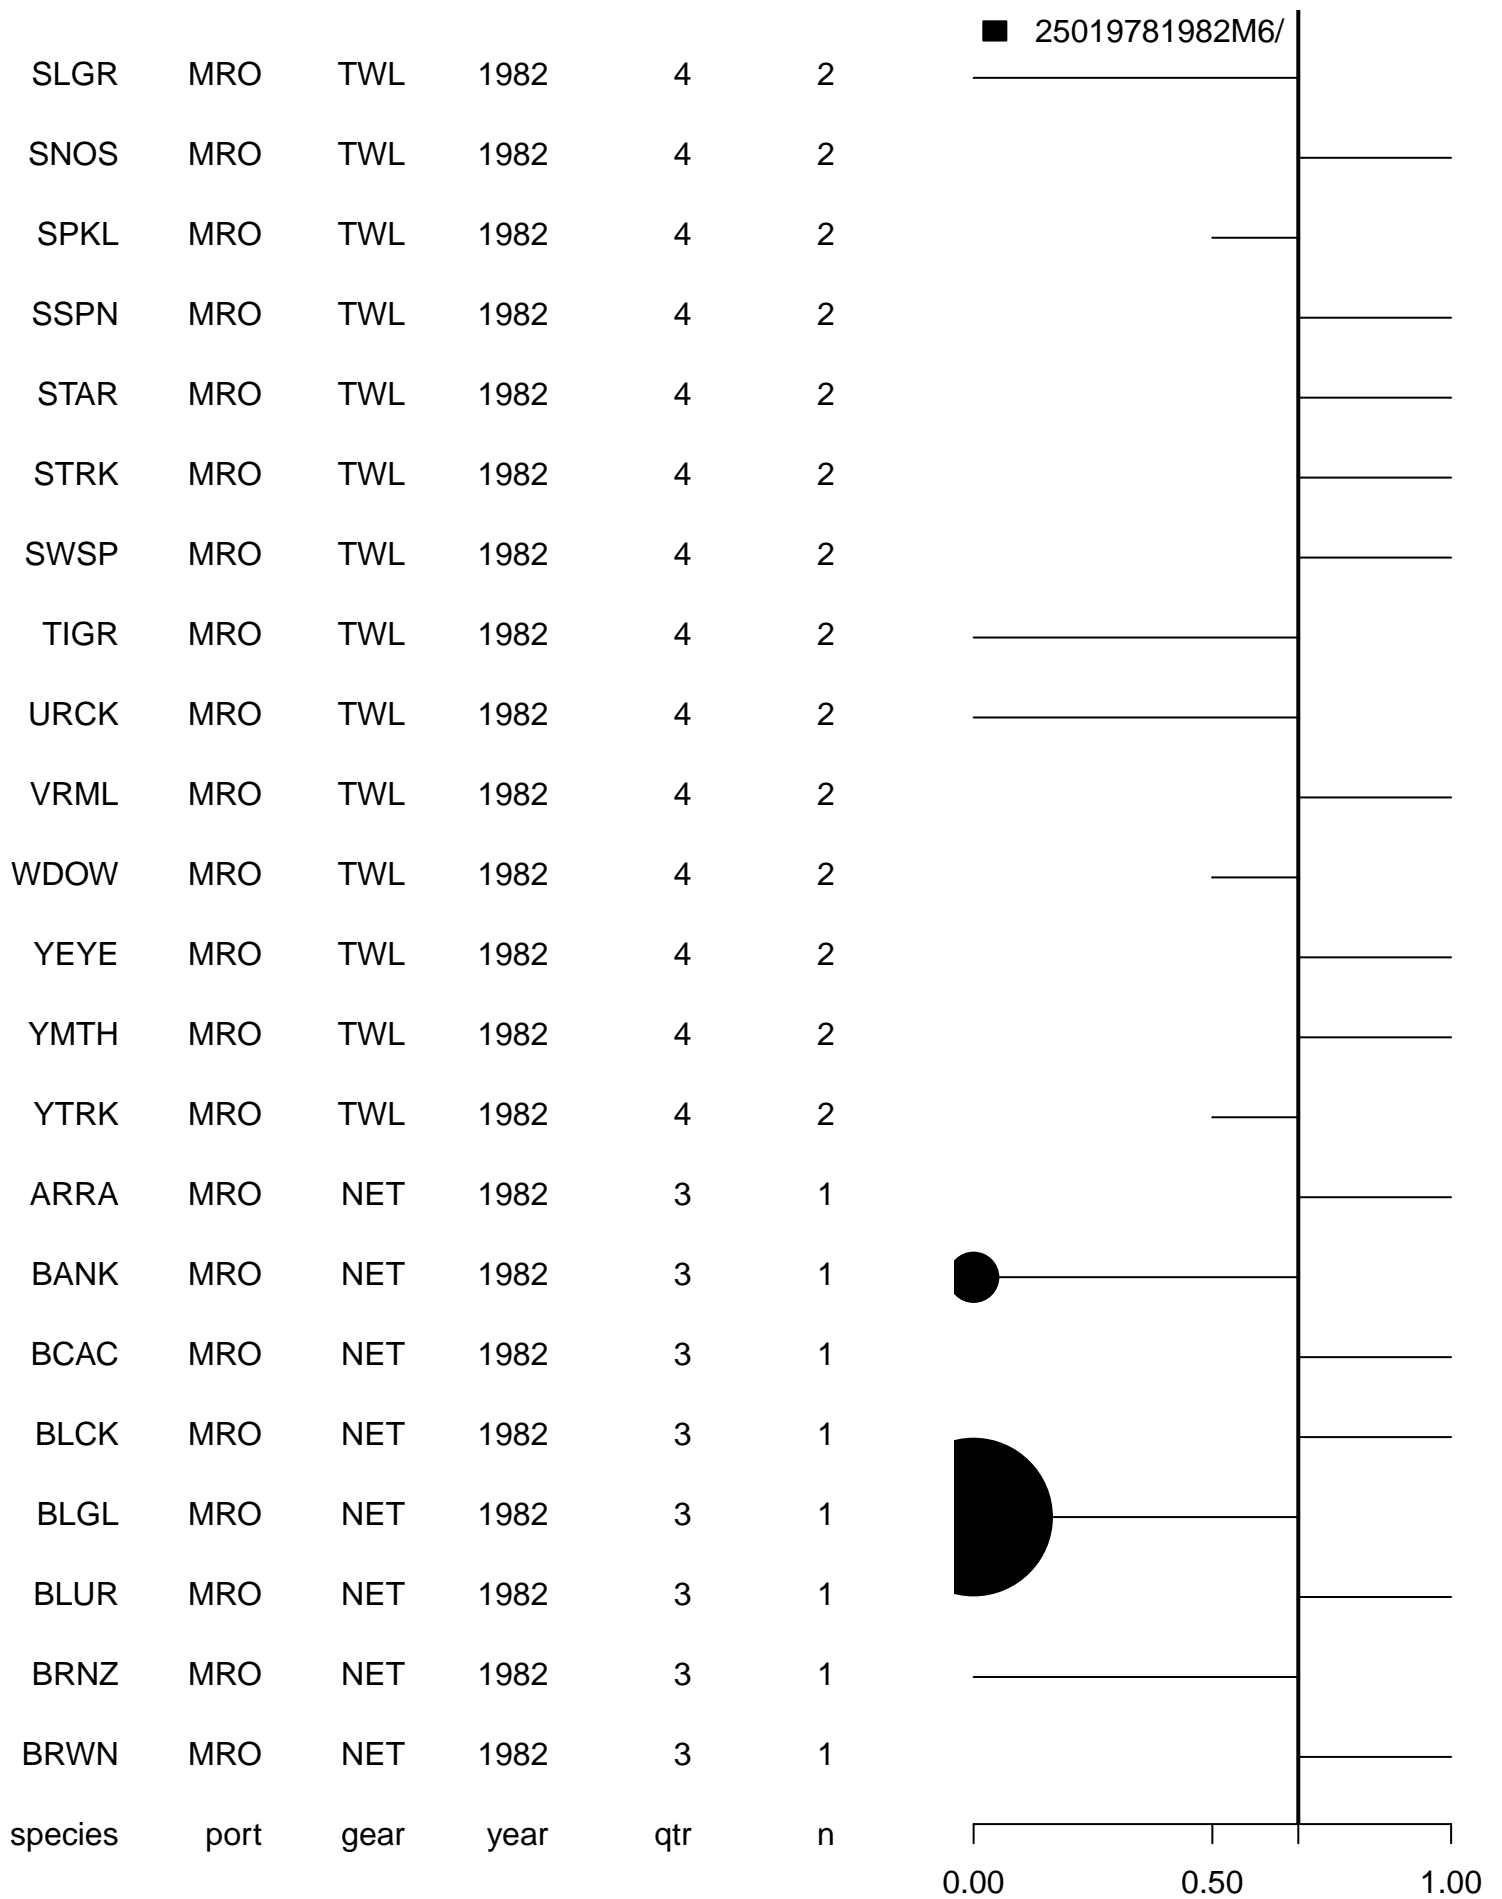 25019781982M6/
SLGR MRO TWL 1982 4 2
SNOS MRO TWL 1982 4 2
SPKL MRO TWL 1982 4 2
SSPN MRO TWL 1982 4 2
STAR MRO TWL 1982 4 2
STRK MRO TWL 1982 4 2
SWSP MRO TWL 1982 4 2
TIGR MRO TWL 1982 4 2
URCK MRO TWL 1982 4 2
VRML MRO TWL 1982 4 2
WDOW MRO TWL 1982 4 2
YEYE MRO TWL 1982 4 2
YMTH MRO TWL 1982 4 2
YTRK MRO TWL 1982 4 2
ARRA MRO NET 1982 3 1
BANK MRO NET 1982 3 1
BCAC MRO NET 1982 3 1
BLCK MRO NET 1982 3 1
BLGL MRO NET 1982 3 1
BLUR MRO NET 1982 3 1
BRNZ MRO NET 1982 3 1
BRWN MRO NET 1982 3 1
species port gear year qtr n
0.00 0.50 1.00